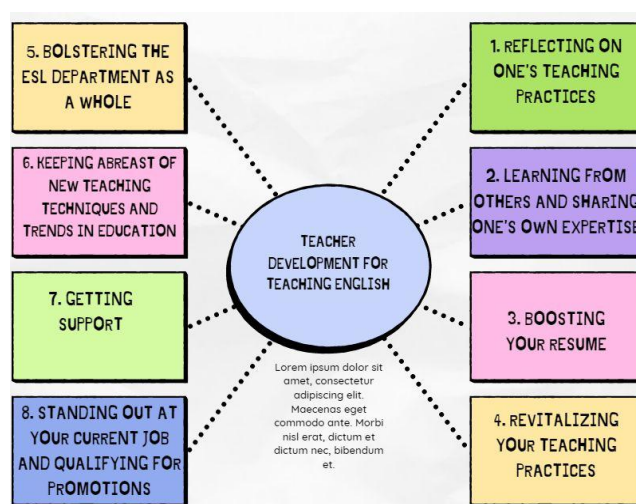 5. BOLSTERING THE
ESL DEPARTMENT AS
A WHOLE
6. KEEPING ABREAST OF
NEW TEACHING
TECHNIQUES AND
TRENDS IN EDUCATION
7. GETTING
SUPPORT
8. STANDING OUT AT
YOUR CURRENT JOB
AND QUALIFYING FOR
PROMOTIONS
TEACHER
DEVELOPMENT FOR
TEACHING ENGLISH
Lorem ipsum dolor sit
amet, consectetur
adipiscing elit.
Maecenas eget
commodo ante. Morbi
nisl erat, dictum et
dictum nec, bibendum
et.
1. REFLECTING ON
ONE'S TEACHING
PRACTICES
2. LEARNING FROM
OTHERS AND SHARING
ONE'S OWN EXPERTISE
3. BOOSTING
YOUR RESUME
4. REVITALIZING
YOUR TEACHING
PRACTICES